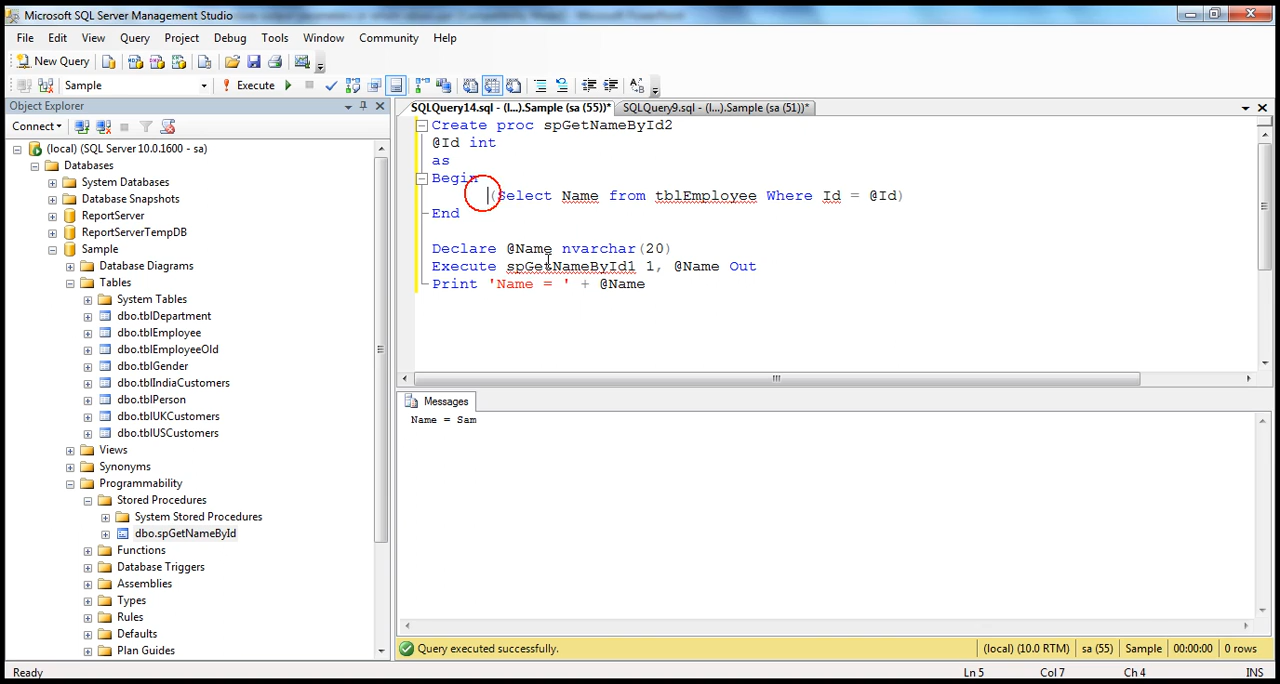 Microsoft SQL Server Management Studio
File Edit View Query Project Debug Tools Window Community Help
New Query
Sample Execute
Object Explorer
Connect
(local) (SQL Server 10.0.1600 - sa)
Databases
System Databases
Database Snapshots
ReportServer
ReportServerTempDB
Sample
Database Diagrams
Tables
System Tables
dbo.tblDepartment
dbo.tblEmployee
dbo.tblEmployeeOld
dbo.tblGender
dbo.tblIndiaCustomers
dbo.tblPerson
dbo.tblUKCustomers
dbo.tblUSCustomers
Views
Synonyms
Programmability
Stored Procedures
System Stored Procedures
dbo.spGetNameById
Functions
Database Triggers
Assemblies
Types
Rules
Defaults
Plan Guides
SQLQuery14.sql - (l...).Sample (sa (55))* SQLQuery9.sql - (l...).Sample (sa (51))*
Create proc spGetNameById2
@Id int
as
Begin
(Select Name from tblEmployee Where Id = @Id)
End
Declare @Name nvarchar(20)
Execute spGetNameById1 1, @Name Out
Print 'Name = ' + @Name
Messages
Name = Sam
Query executed successfully. (local) (10.0 RTM) sa (55) Sample 00:00:00 0 rows
Ready Ln 5 Col 7 Ch 4 INS